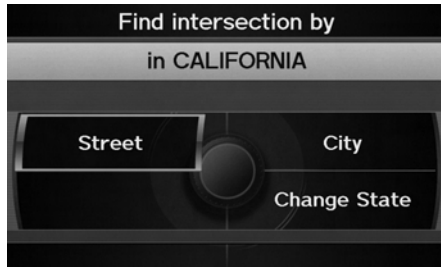 Find intersection by
in CALIFORNIA
Street
City
Change State